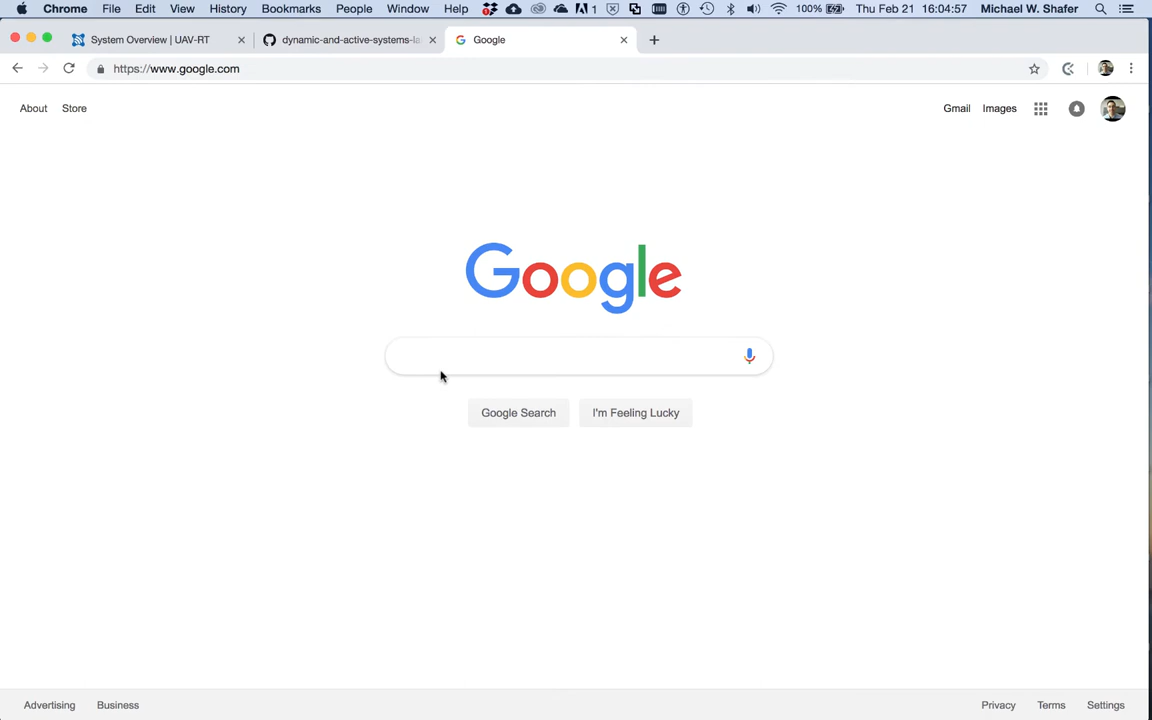 Chrome File Edit View History Bookmarks People Window Help 1 100% Thu Feb 21 16:04:57 Michael W. Shafer
System Overview | UAV-RT dynamic-and-active-systems-la Google
https://www.google.com
About Store Gmail Images
Google
Google Search I'm Feeling Lucky
Advertising Business Privacy Terms Settings